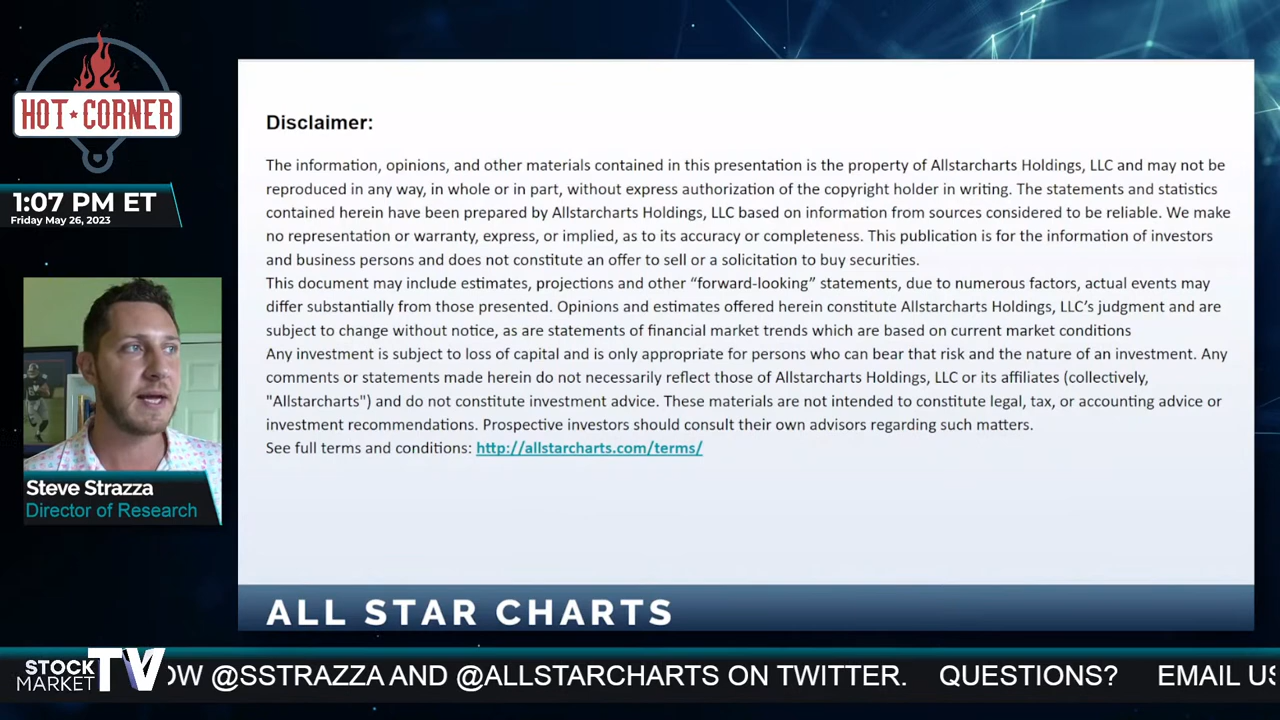 HOT★CORNER
1:07 PM ET
Friday May 26, 2023
Disclaimer:
The information, opinions, and other materials contained in this presentation is the property of Allstarcharts Holdings, LLC and may not be
reproduced in any way, in whole or in part, without express authorization of the copyright holder in writing. The statements and statistics
contained herein have been prepared by Allstarcharts Holdings, LLC based on information from sources considered to be reliable. We make
no representation or warranty, express, or implied, as to its accuracy or completeness. This publication is for the information of investors
and business persons and does not constitute an offer to sell or a solicitation to buy securities.
This document may include estimates, projections and other “forward-looking” statements, due to numerous factors, actual events may
differ substantially from those presented. Opinions and estimates offered herein constitute Allstarcharts Holdings, LLC’s judgment and are
subject to change without notice, as are statements of financial market trends which are based on current market conditions
Any investment is subject to loss of capital and is only appropriate for persons who can bear that risk and the nature of an investment. Any
comments or statements made herein do not necessarily reflect those of Allstarcharts Holdings, LLC or its affiliates (collectively,
"Allstarcharts") and do not constitute investment advice. These materials are not intended to constitute legal, tax, or accounting advice or
investment recommendations. Prospective investors should consult their own advisors regarding such matters.
See full terms and conditions: http://allstarcharts.com/terms/
Steve Strazza
Director of Research
ALL STAR CHARTS
STOCK MARKET TV
OW @SSTRAZZA AND @ALLSTARCHARTS ON TWITTER. QUESTIONS? EMAIL US